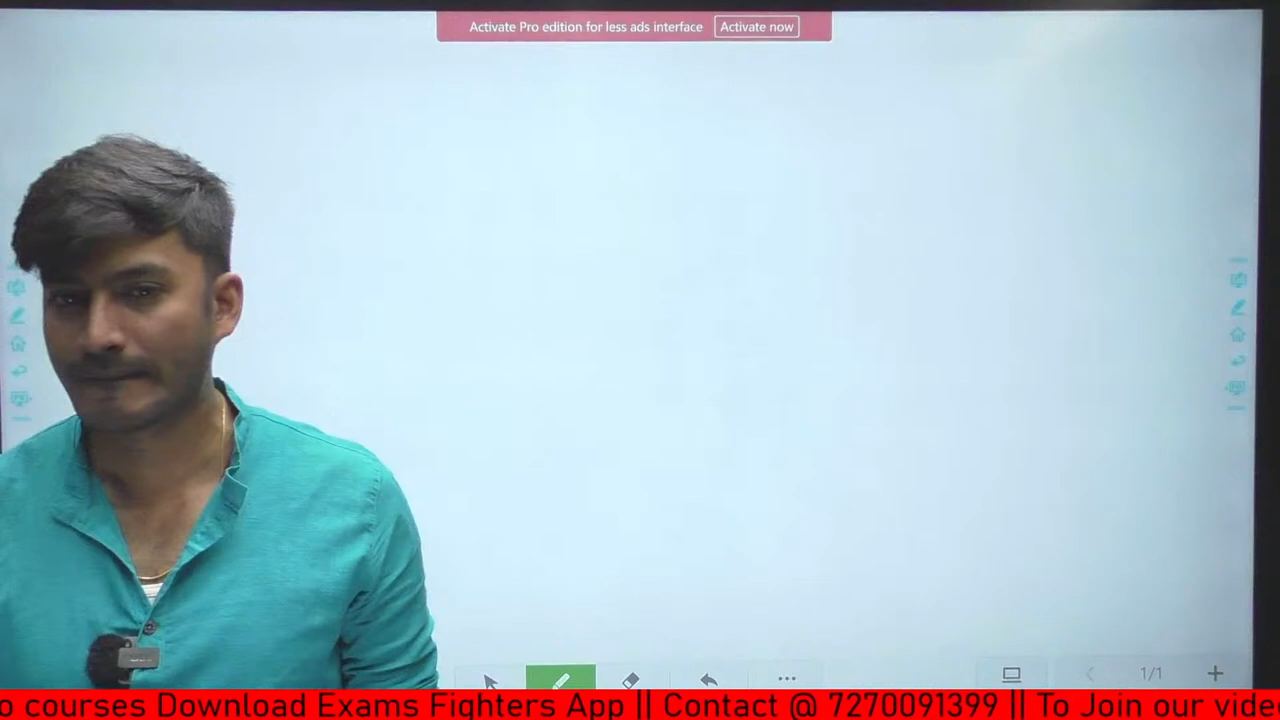 Activate Pro edition for less ads interface Activate now
1/1
o courses Download Exams Fighters App || Contact @ 7270091399 || To Join our vide